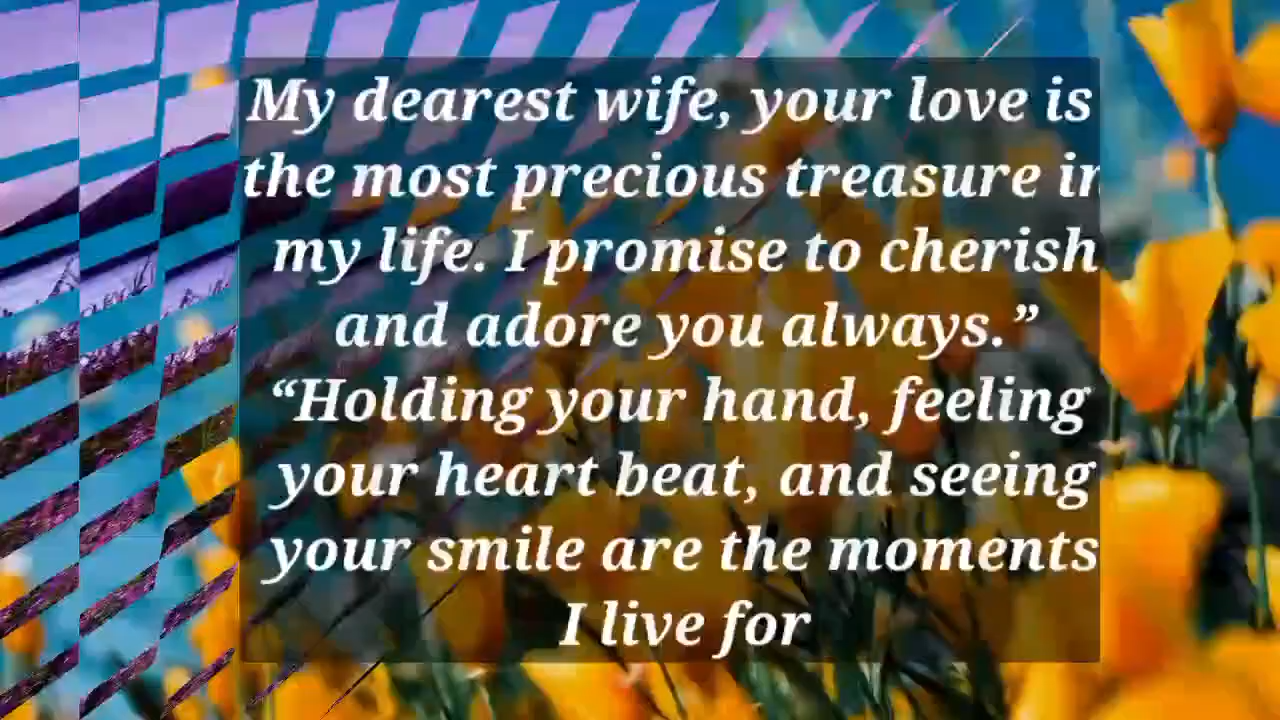 My dearest wife, your love is
the most precious treasure in
my life. I promise to cherish
and adore you always.”
“Holding your hand, feeling
your heart beat, and seeing
your smile are the moments
I live for